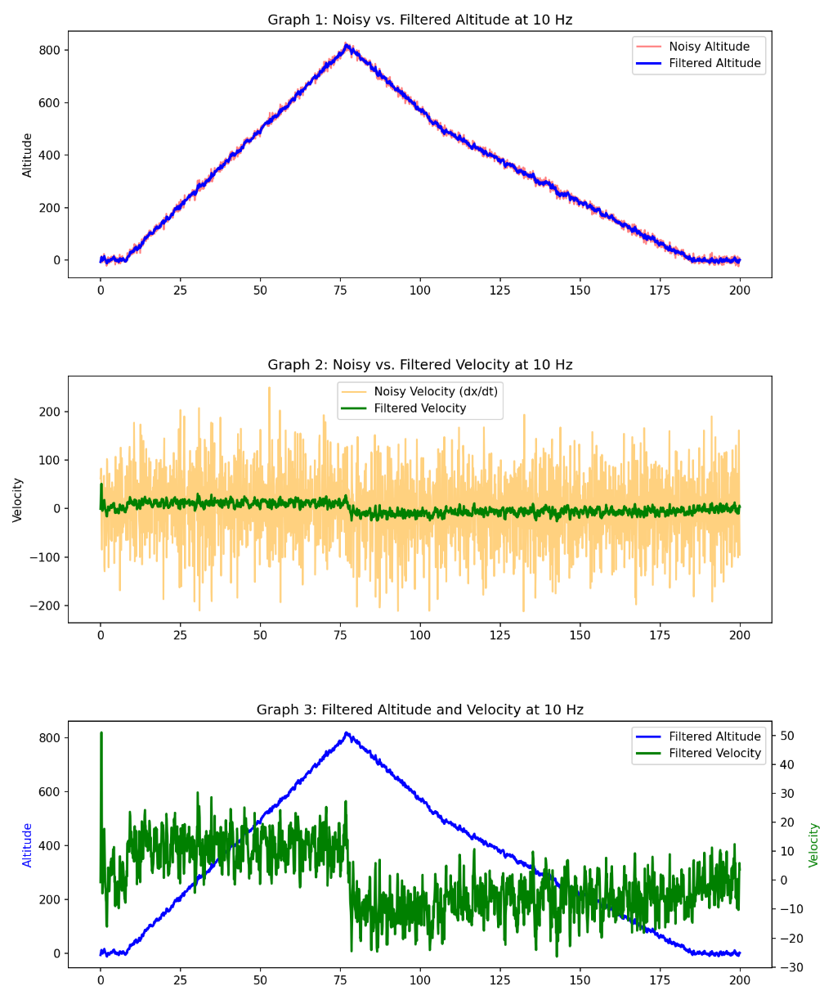 Graph 1: Noisy vs. Filtered Altitude at 10 Hz
Noisy Altitude
Filtered Altitude
Altitude
800
600
400
200
0
0 25 50 75 100 125 150 175 200
Graph 2: Noisy vs. Filtered Velocity at 10 Hz
Noisy Velocity (dx/dt)
Filtered Velocity
Velocity
200
100
0
−100
−200
0 25 50 75 100 125 150 175 200
Graph 3: Filtered Altitude and Velocity at 10 Hz
Filtered Altitude
Filtered Velocity
Altitude
800
600
400
200
0
Velocity
50
40
30
20
10
0
−10
−20
−30
0 25 50 75 100 125 150 175 200